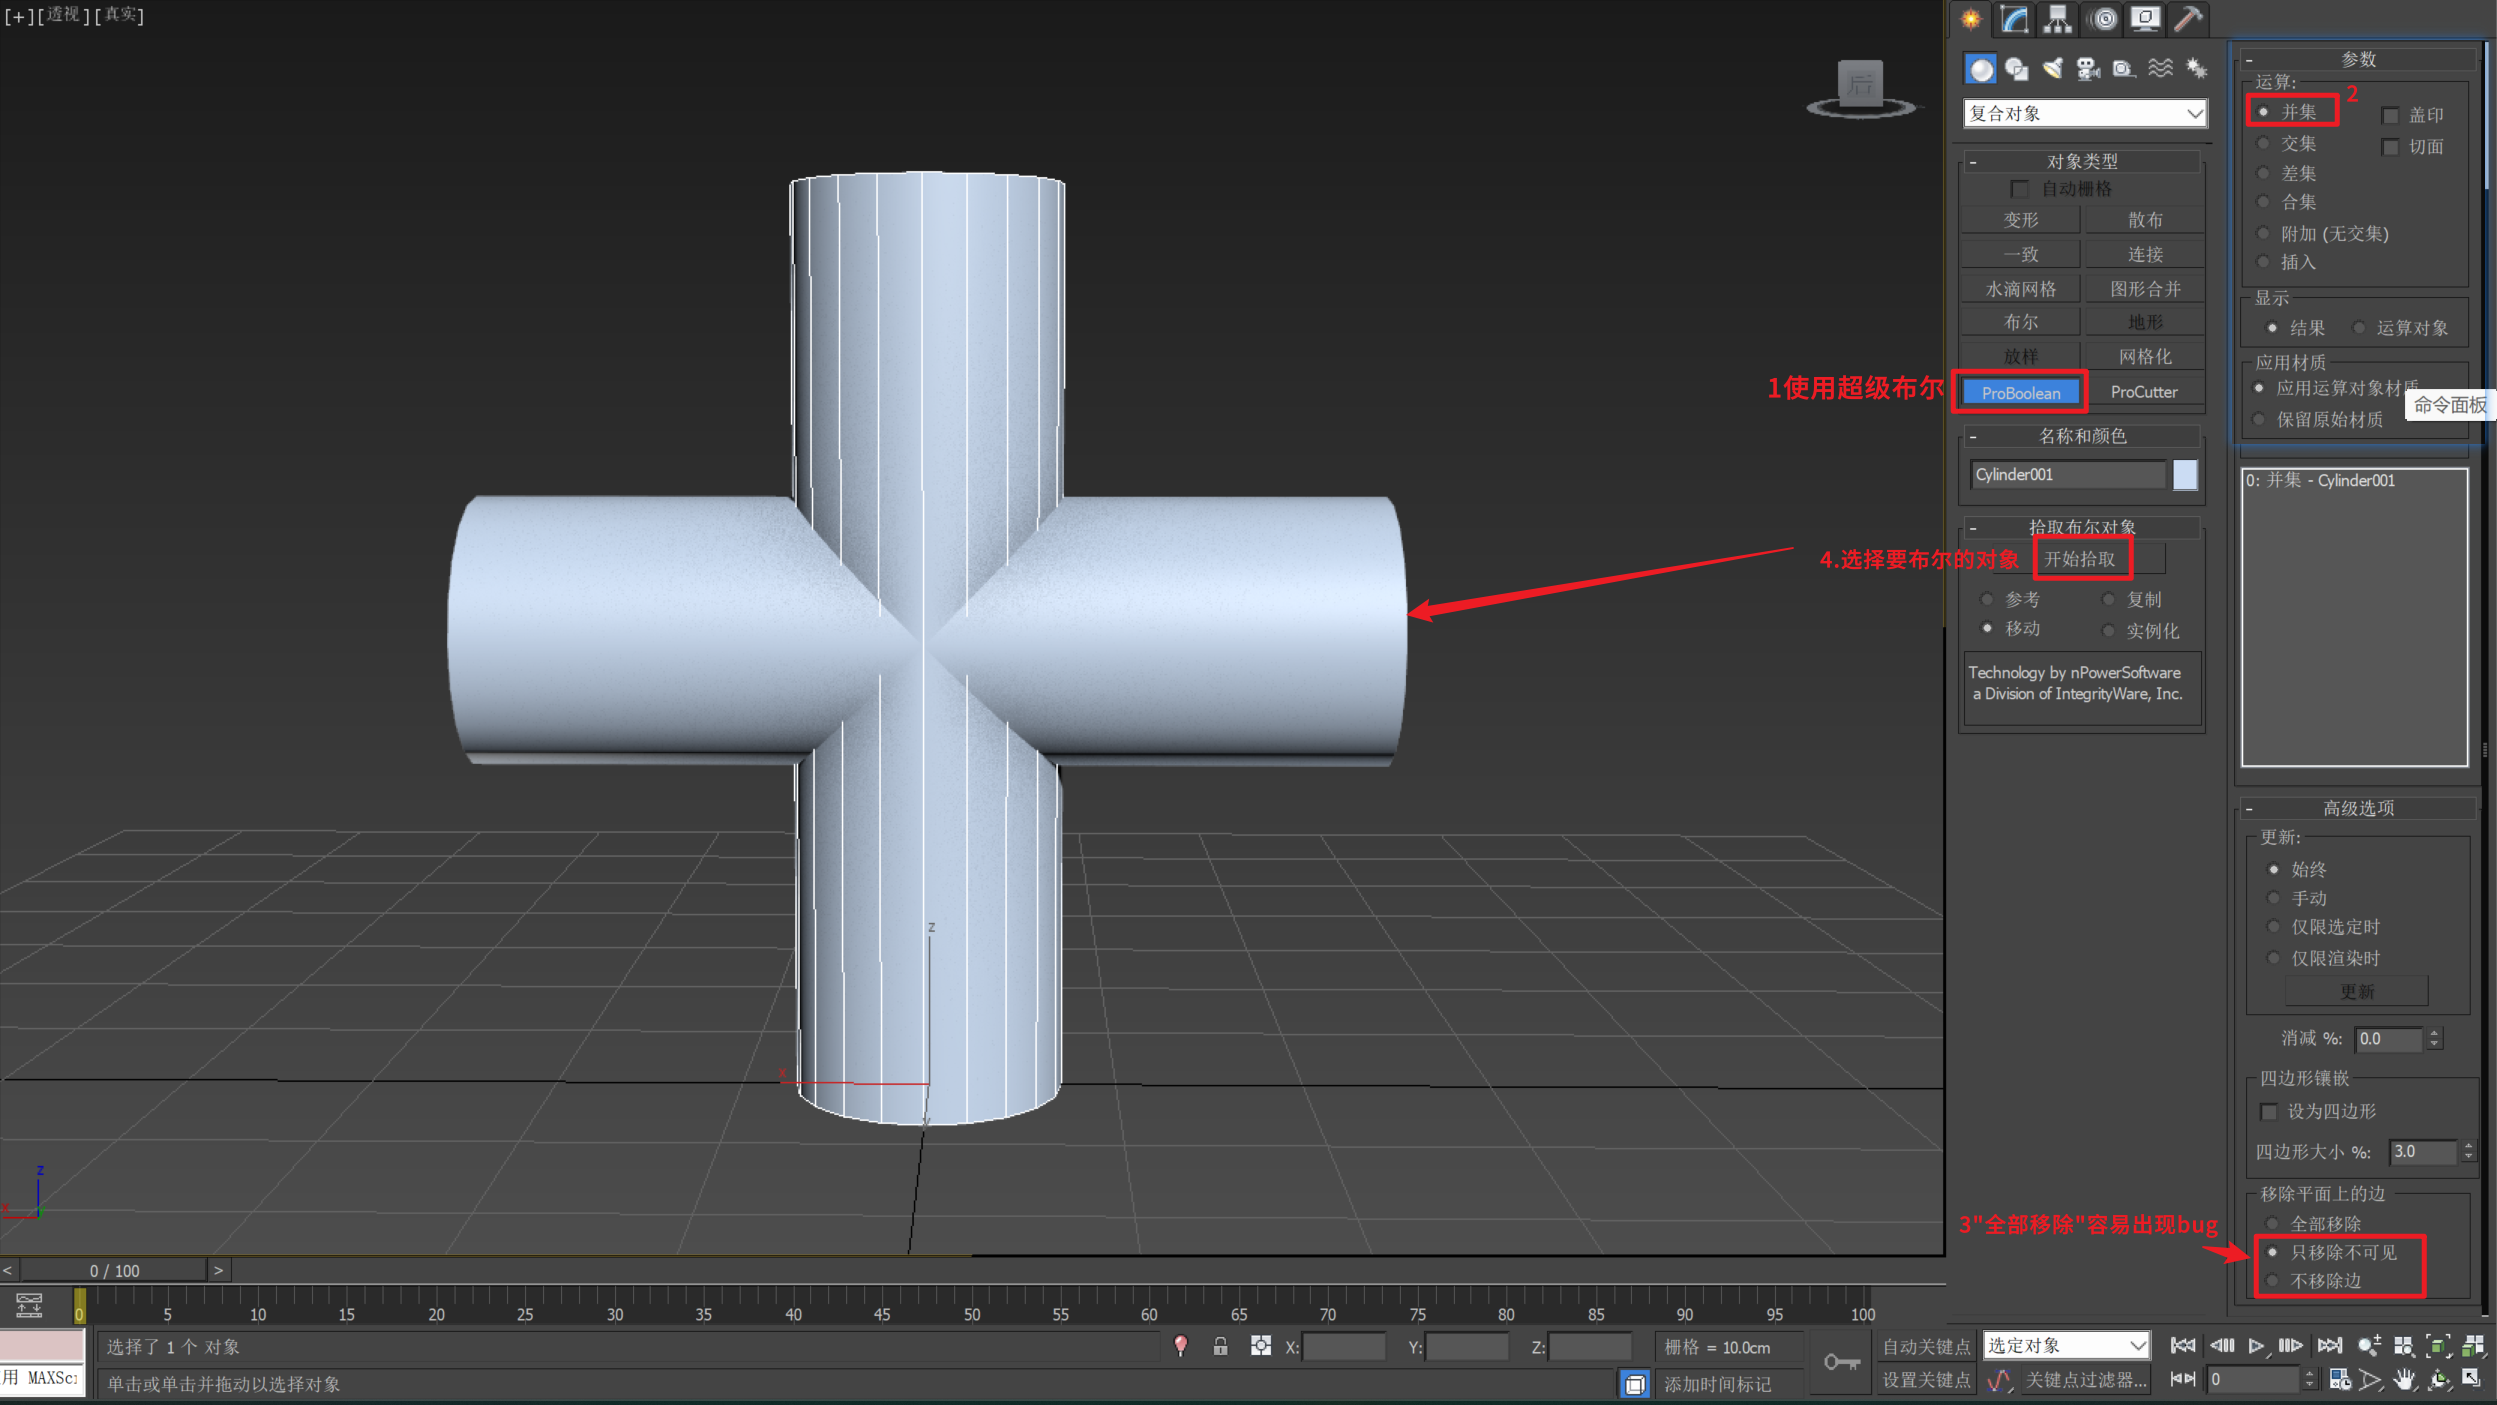 [+][透视][真实]
后
1使用超级布尔
4.选择要布尔的对象
3"全部移除"容易出现bug
2
复合对象
- 对象类型
自动栅格
变形 散布
一致 连接
水滴网格 图形合并
布尔 地形
放样 网格化
ProBoolean ProCutter
- 名称和颜色
Cylinder001
- 拾取布尔对象
开始拾取
参考 复制
移动 实例化
Technology by nPowerSoftware
a Division of IntegrityWare, Inc.
- 参数
运算:
并集 盖印
交集 切面
差集
合集
附加 (无交集)
插入
显示
结果 运算对象
应用材质
应用运算对象材质
命令面板
保留原始材质
0: 并集 - Cylinder001
- 高级选项
更新:
始终
手动
仅限选定时
仅限渲染时
更新
消减 %: 0.0
四边形镶嵌
设为四边形
四边形大小 %: 3.0
移除平面上的边
全部移除
只移除不可见
不移除边
z
x
y
z
x
< 0 / 100 >
0 5 10 15 20 25 30 35 40 45 50 55 60 65 70 75 80 85 90 95 100
选择了 1 个 对象 X: Y: Z: 栅格 = 10.0cm 自动关键点 选定对象
用 MAXSc: 单击或单击并拖动以选择对象 添加时间标记 设置关键点 关键点过滤器... 0